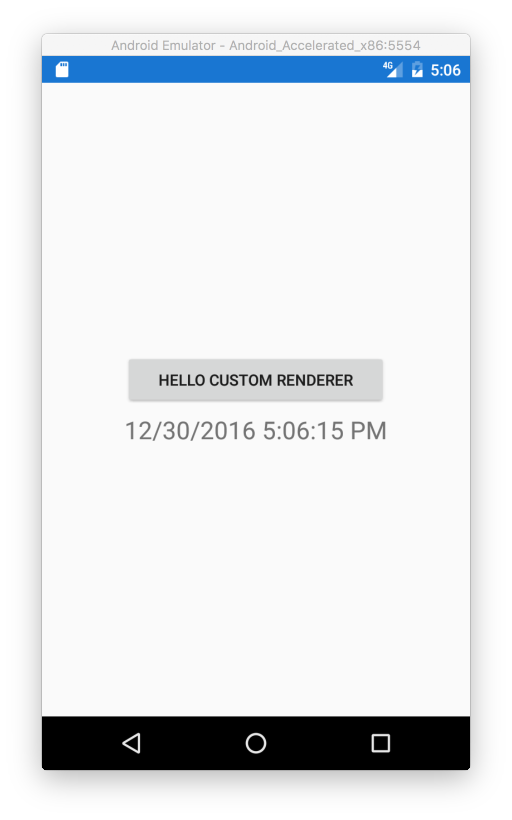 Android Emulator - Android_Accelerated_x86:5554
4G 5:06
HELLO CUSTOM RENDERER
12/30/2016 5:06:15 PM